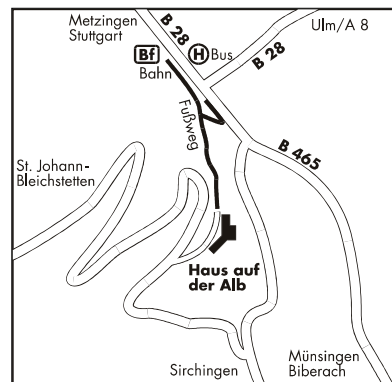 Metzingen
Stuttgart
B 28
Ulm/A 8
Bf
H Bus
B 28
Bahn
Fußweg
B 465
St. Johann-
Bleichstetten
Haus auf
der Alb
Sirchingen
Münsingen
Biberach